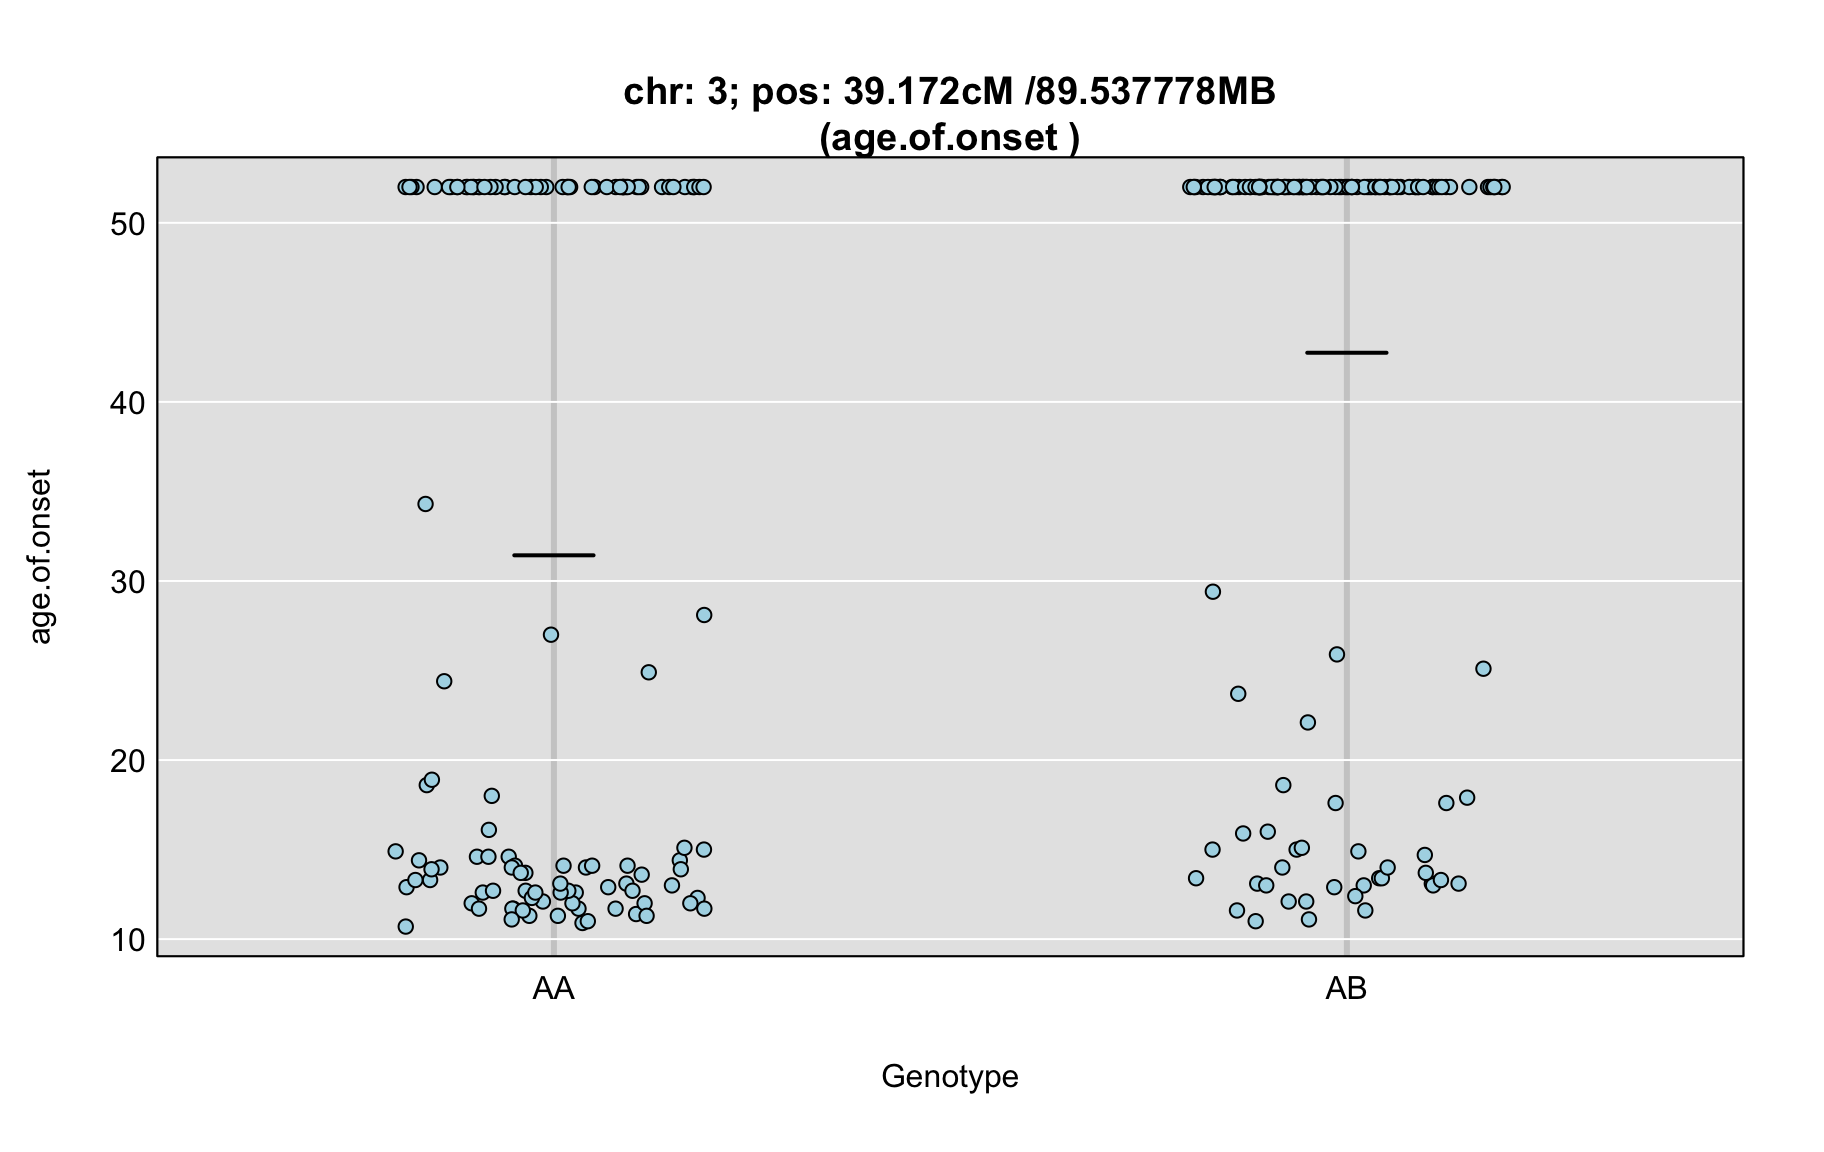 chr: 3; pos: 39.172cM /89.537778MB
(age.of.onset )
50
40
30
20
10
age.of.onset
AA
AB
Genotype